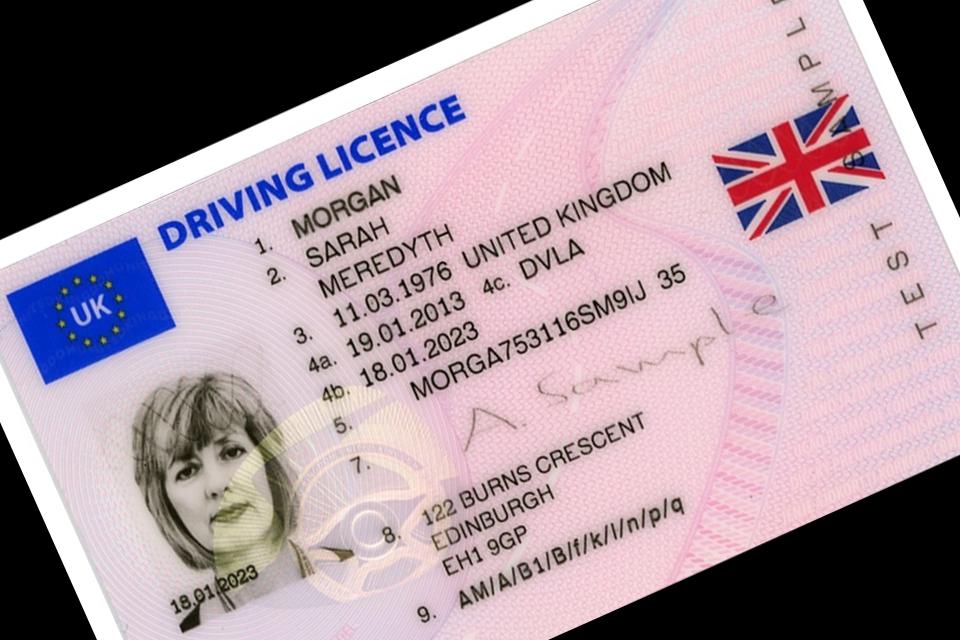 DRIVING LICENCE
UK
1. MORGAN
2. SARAH
MEREDYTH
3. 11.03.1976 UNITED KINGDOM
4a. 19.01.2013 4c. DVLA
4b. 18.01.2023
5. MORGA753116SM9IJ 35
7. A. Sample
8. 122 BURNS CRESCENT
EDINBURGH
EH1 9GP
9. AM/A/B1/B/f/k/l/n/p/q
18.01.2023
TEST SAMPLE